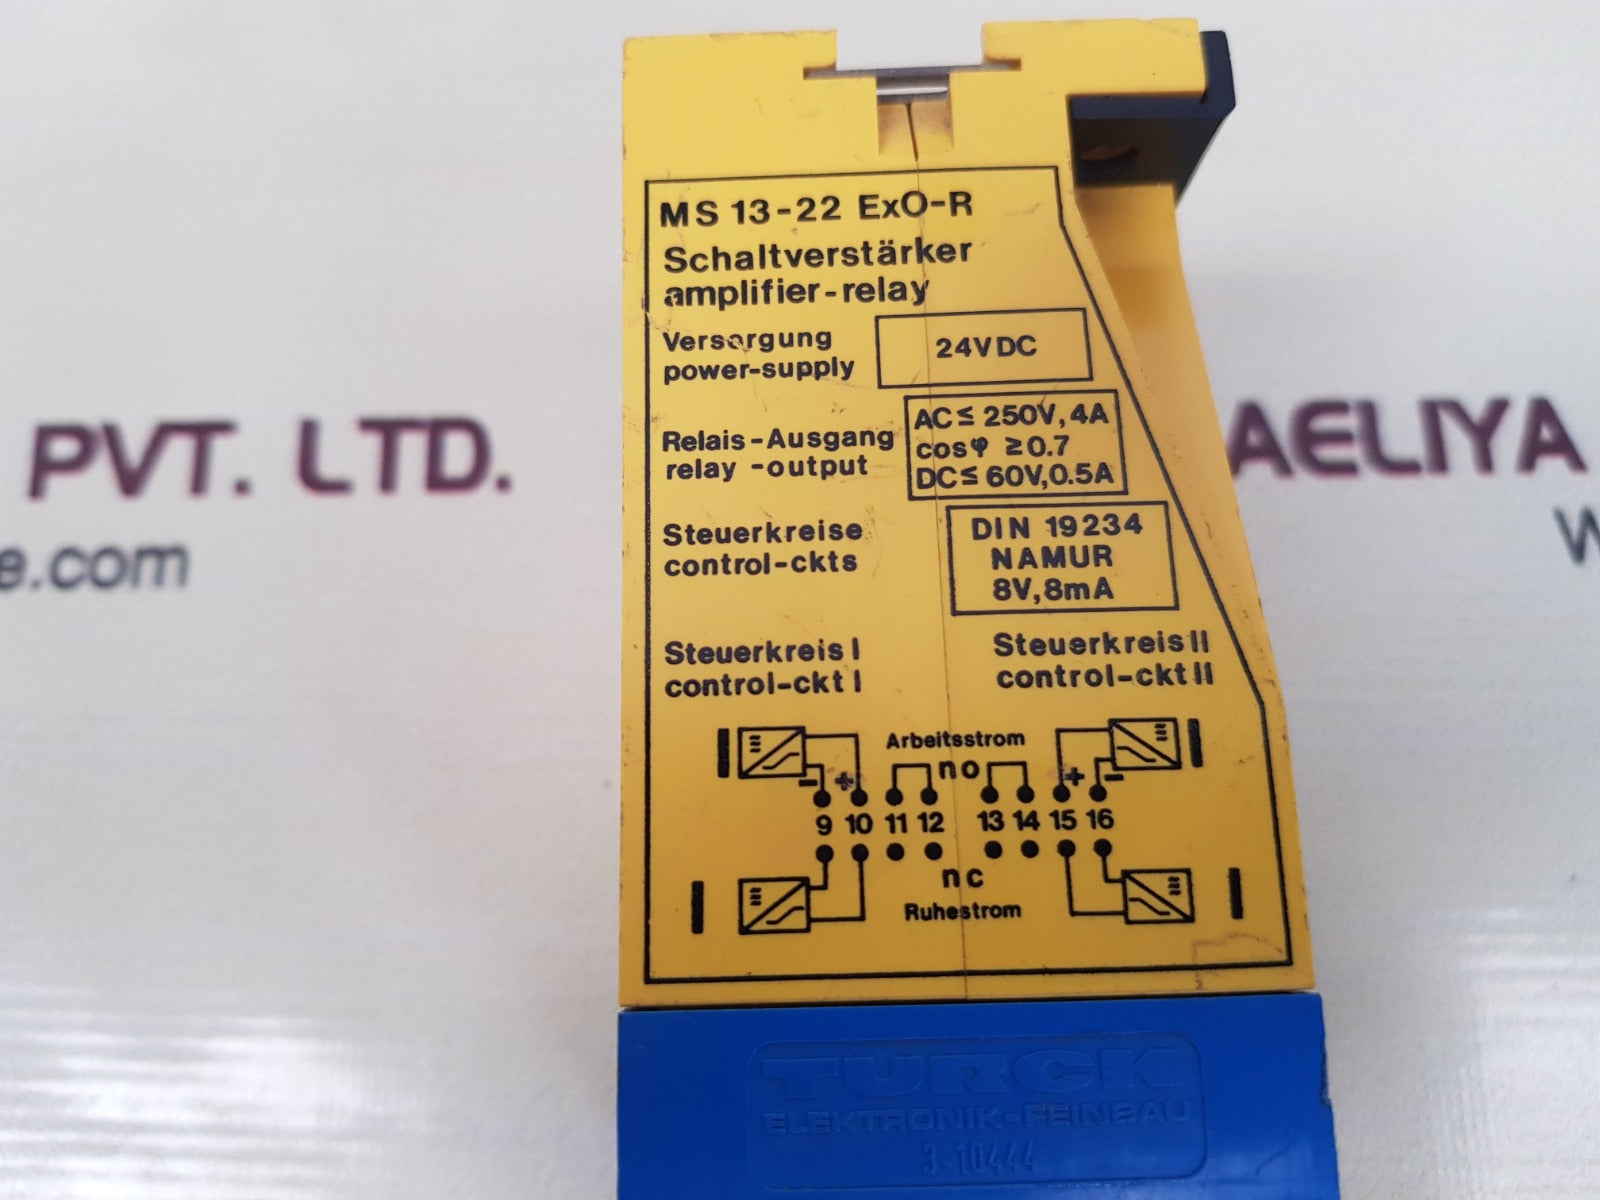 MS 13-22 ExO-R
Schaltverstärker
amplifier-relay
Versorgung
power-supply
24VDC
Relais-Ausgang
relay -output
AC ≤ 250V, 4A
cosφ ≥ 0.7
DC ≤ 60V, 0.5A
Steuerkreise
control-ckts
DIN 19234
NAMUR
8V, 8mA
Steuerkreis I
control-ckt I
Steuerkreis II
control-ckt II
Arbeitsstrom
no
- + + -
9 10 11 12 13 14 15 16
nc
Ruhestrom
TURCK
ELEKTRONIK-FEINBAU
3-10444
PVT. LTD.
e.com
AELIYA
W